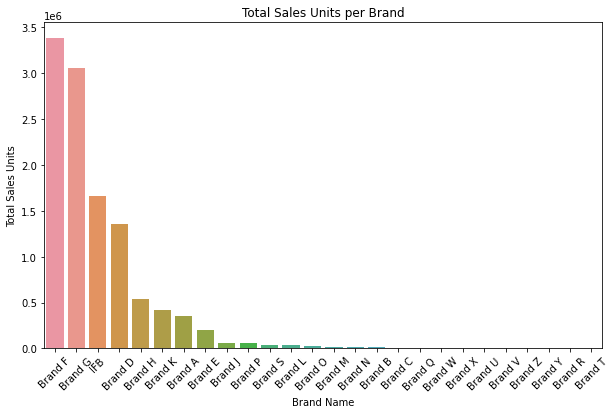 Total Sales Units per Brand
1e6
3.5
3.0
2.5
2.0
1.5
1.0
0.5
0.0
Total Sales Units
Brand F
Brand G
IFB
Brand D
Brand H
Brand K
Brand A
Brand E
Brand J
Brand P
Brand S
Brand L
Brand O
Brand M
Brand N
Brand B
Brand C
Brand Q
Brand W
Brand X
Brand U
Brand V
Brand Z
Brand Y
Brand R
Brand T
Brand Name